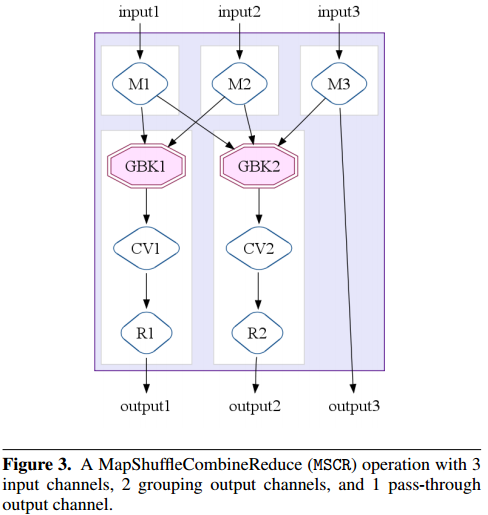 input1 input2 input3
M1 M2 M3
GBK1 GBK2
CV1 CV2
R1 R2
output1 output2 output3
Figure 3. A MapShuffleCombineReduce (MSCR) operation with 3
input channels, 2 grouping output channels, and 1 pass-through
output channel.